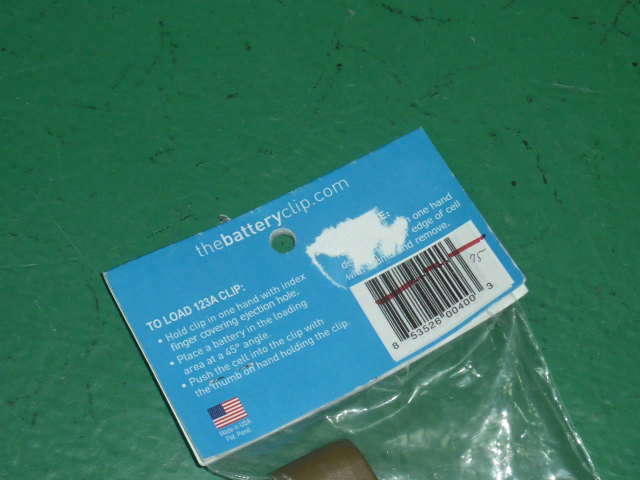 thebatteryclip.com
TO LOAD 123A CLIP:
• Hold clip in one hand with index
finger covering ejection hole.
• Place a battery in the loading
area at a 45° angle.
• Push the cell into the clip with
the thumb of hand holding the clip.
Made in USA
Pat. Pend.
E:
in one hand
edge of cell
and remove.
75
8 53526 00400 3